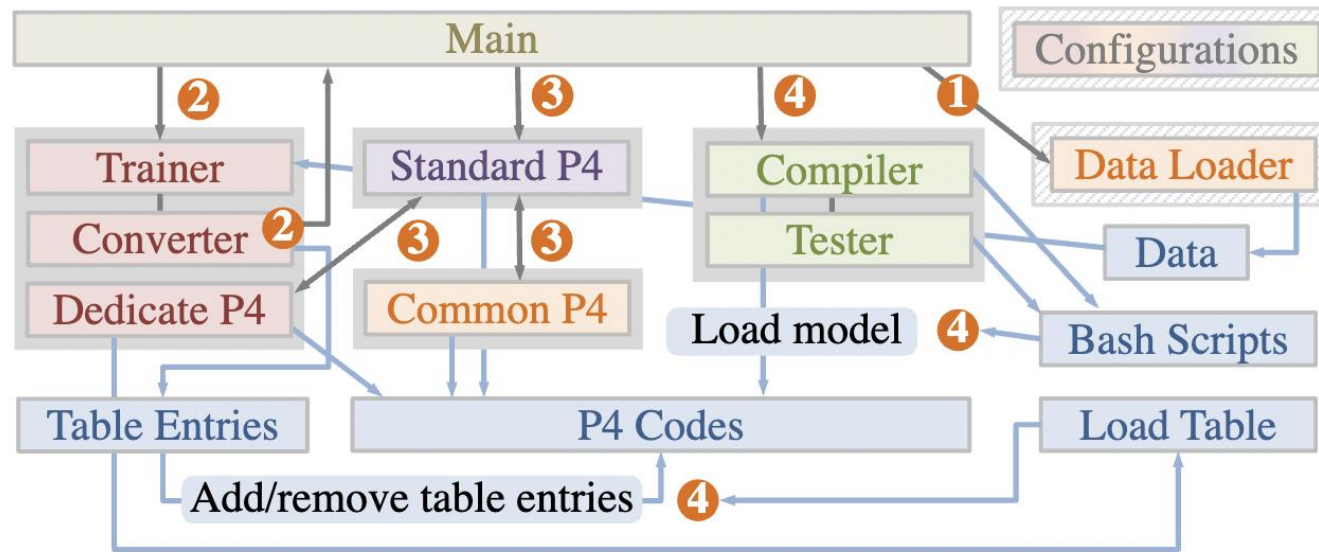 Main
Configurations
2
3
4
1
Trainer
Standard P4
Compiler
Data Loader
Converter
2
3
3
Tester
Data
Dedicate P4
Common P4
Load model
4
Bash Scripts
Table Entries
P4 Codes
Load Table
Add/remove table entries
4